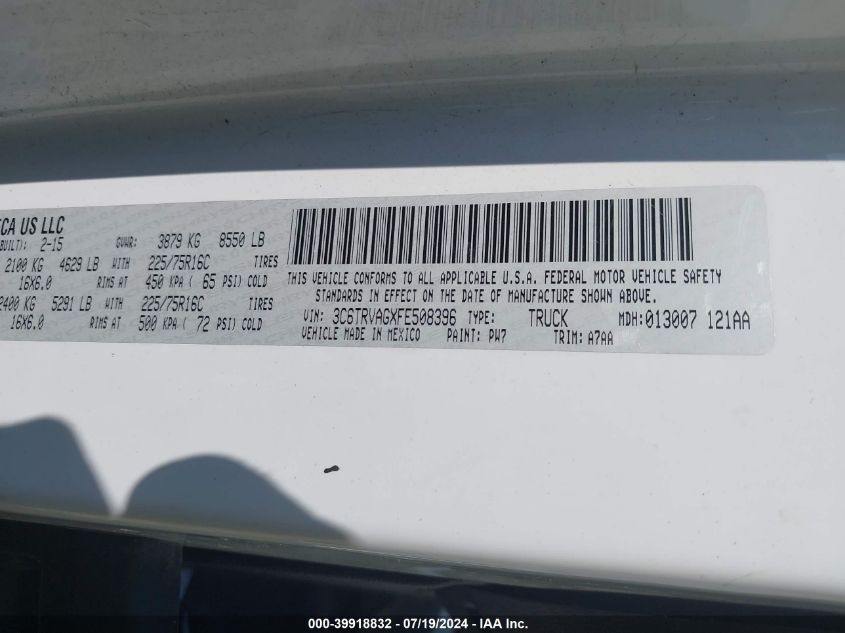 CA US LLC
BUILT): 2-15 GVWR: 3879 KG 8550 LB
2100 KG 4629 LB WITH 225/75R16C TIRES
16X6.0 RIMS AT 450 KPA ( 65 PSI) COLD
2400 KG 5291 LB WITH 225/75R16C TIRES
16X6.0 RIMS AT 500 KPA ( 72 PSI) COLD
THIS VEHICLE CONFORMS TO ALL APPLICABLE U.S.A. FEDERAL MOTOR VEHICLE SAFETY
STANDARDS IN EFFECT ON THE DATE OF MANUFACTURE SHOWN ABOVE.
VIN: 3C6TRVAGXFE508396 TYPE: TRUCK MDH:013007 121AA
VEHICLE MADE IN MEXICO PAINT: PW7 TRIM: A7AA
000-39918832 - 07/19/2024 - IAA Inc.